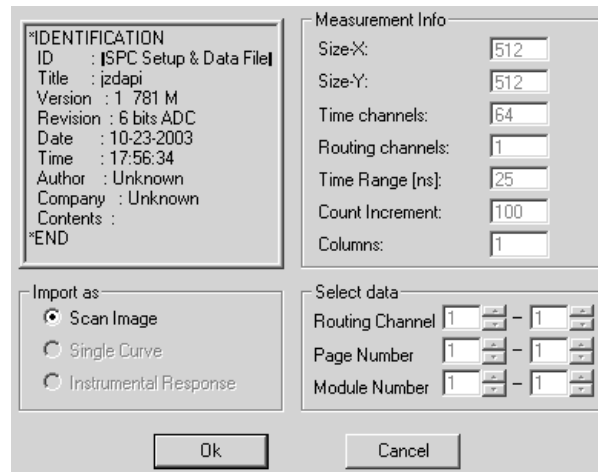 *IDENTIFICATION
ID : SPC Setup & Data File
Title : jzdapi
Version : 1 781 M
Revision : 6 bits ADC
Date : 10-23-2003
Time : 17:56:34
Author : Unknown
Company : Unknown
Contents :
*END
Measurement Info
Size-X: 512
Size-Y: 512
Time channels: 64
Routing channels: 1
Time Range [ns]: 25
Count Increment: 100
Columns: 1
Import as
Scan Image
Single Curve
Instrumental Response
Select data
Routing Channel 1 – 1
Page Number 1 – 1
Module Number 1 – 1
Ok Cancel